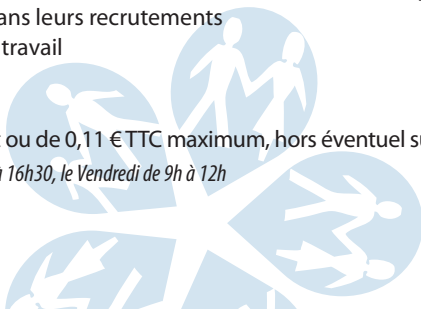 ans leurs recrutements
travail
ou de 0,11 € TTC maximum, hors éventuel su
à 16h30, le Vendredi de 9h à 12h